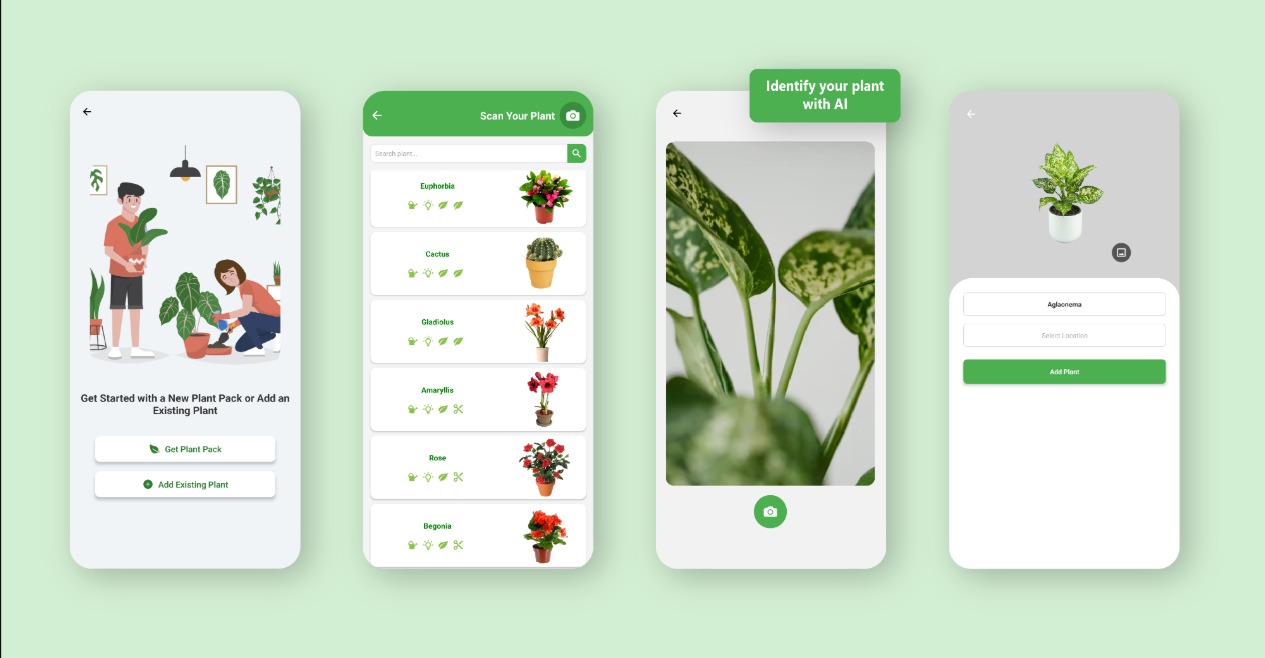 Get Started with a New Plant Pack or Add an
Existing Plant
Get Plant Pack
Add Existing Plant
Scan Your Plant
Search plant...
Euphorbia
Cactus
Gladiolus
Amaryllis
Rose
Begonia
Identify your plant
with AI
Aglaonema
Select Location
Add Plant